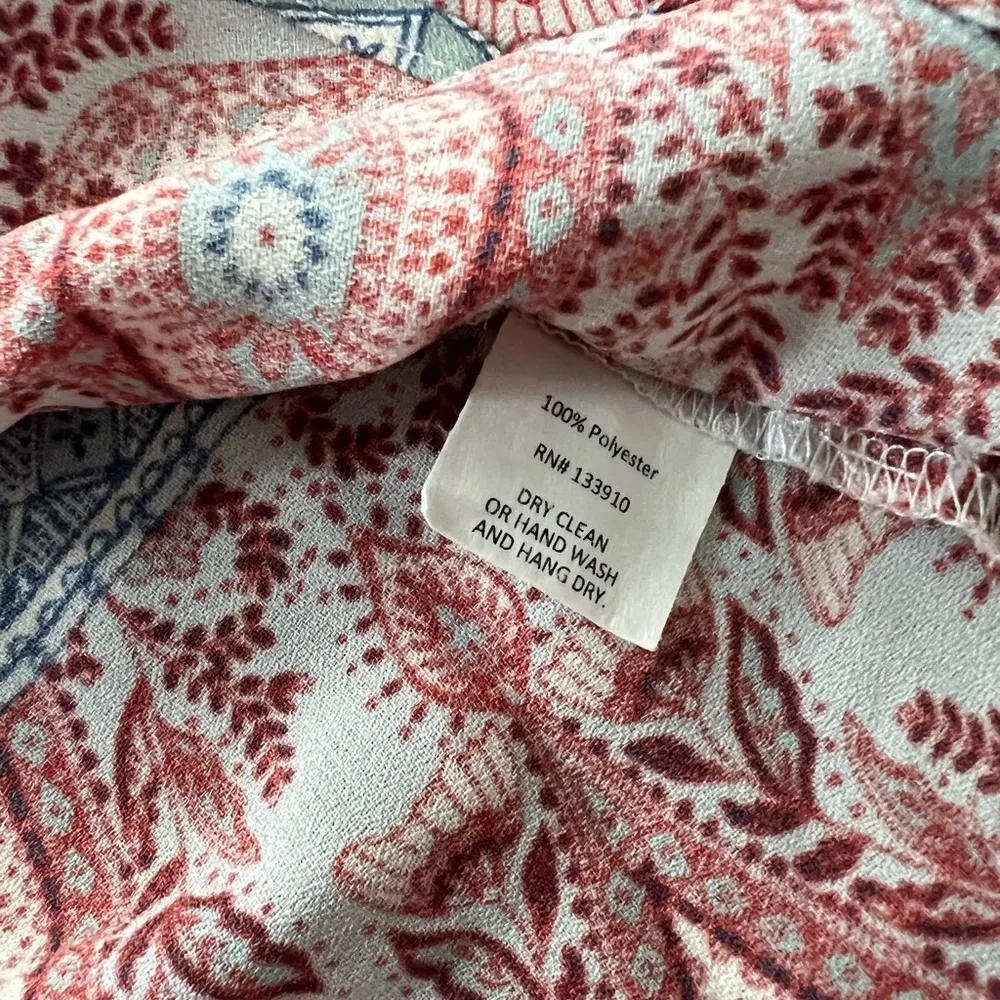 100% Polyester
RN# 133910
DRY CLEAN
OR HAND WASH
AND HANG DRY.